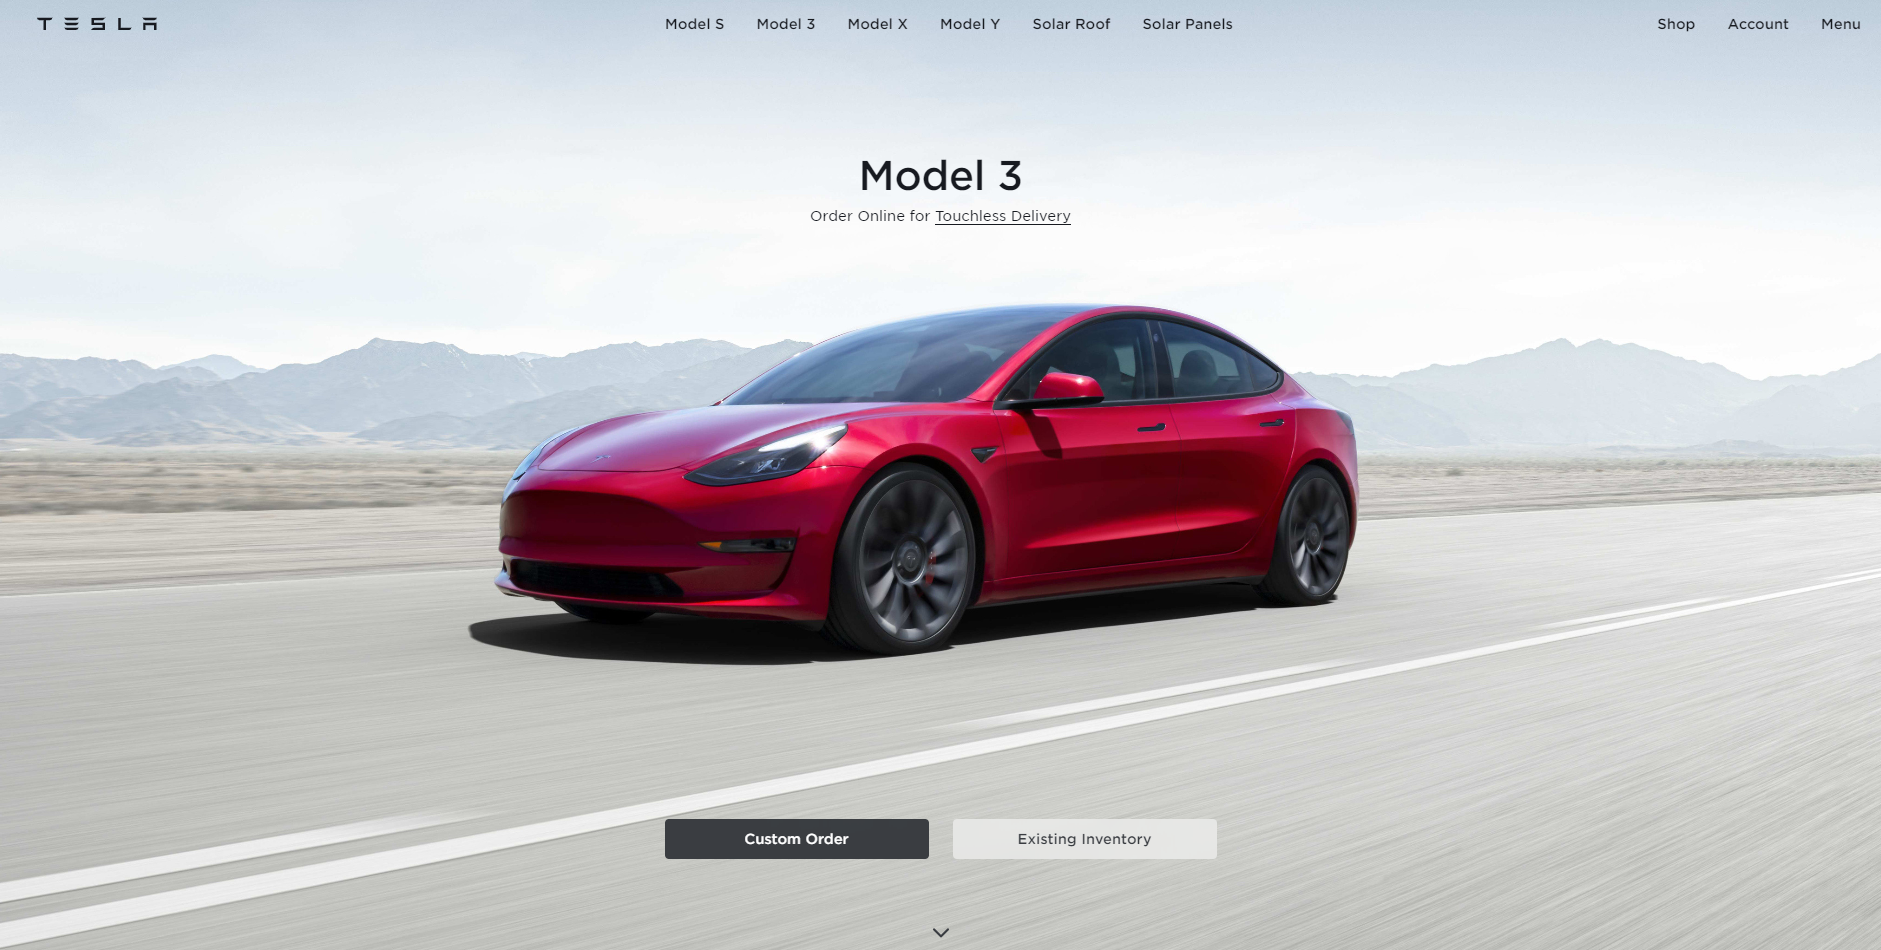 TESLA
Model S Model 3 Model X Model Y Solar Roof Solar Panels
Shop Account Menu
Model 3
Order Online for Touchless Delivery
Custom Order
Existing Inventory